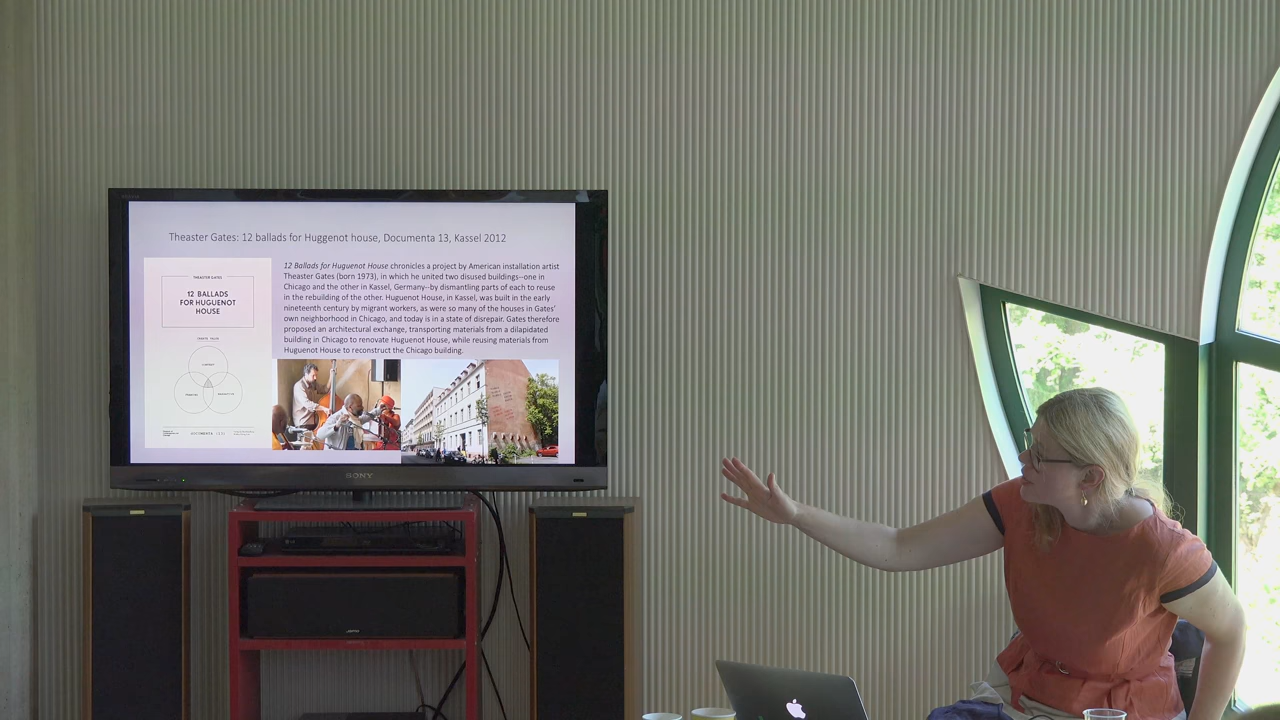 Theaster Gates: 12 ballads for Huggenot house, Documenta 13, Kassel 2012
THEASTER GATES
12 BALLADS
FOR HUGUENOT
HOUSE
12 Ballads for Huguenot House chronicles a project by American installation artist
Theaster Gates (born 1973), in which he united two disused buildings--one in
Chicago and the other in Kassel, Germany--by dismantling parts of each to reuse
in the rebuilding of the other. Huguenot House, in Kassel, was built in the early
nineteenth century by migrant workers, as were so many of the houses in Gates'
own neighborhood in Chicago, and today is in a state of disrepair. Gates therefore
proposed an architectural exchange, transporting materials from a dilapidated
building in Chicago to renovate Huguenot House, while reusing materials from
Huguenot House to reconstruct the Chicago building.
SONY